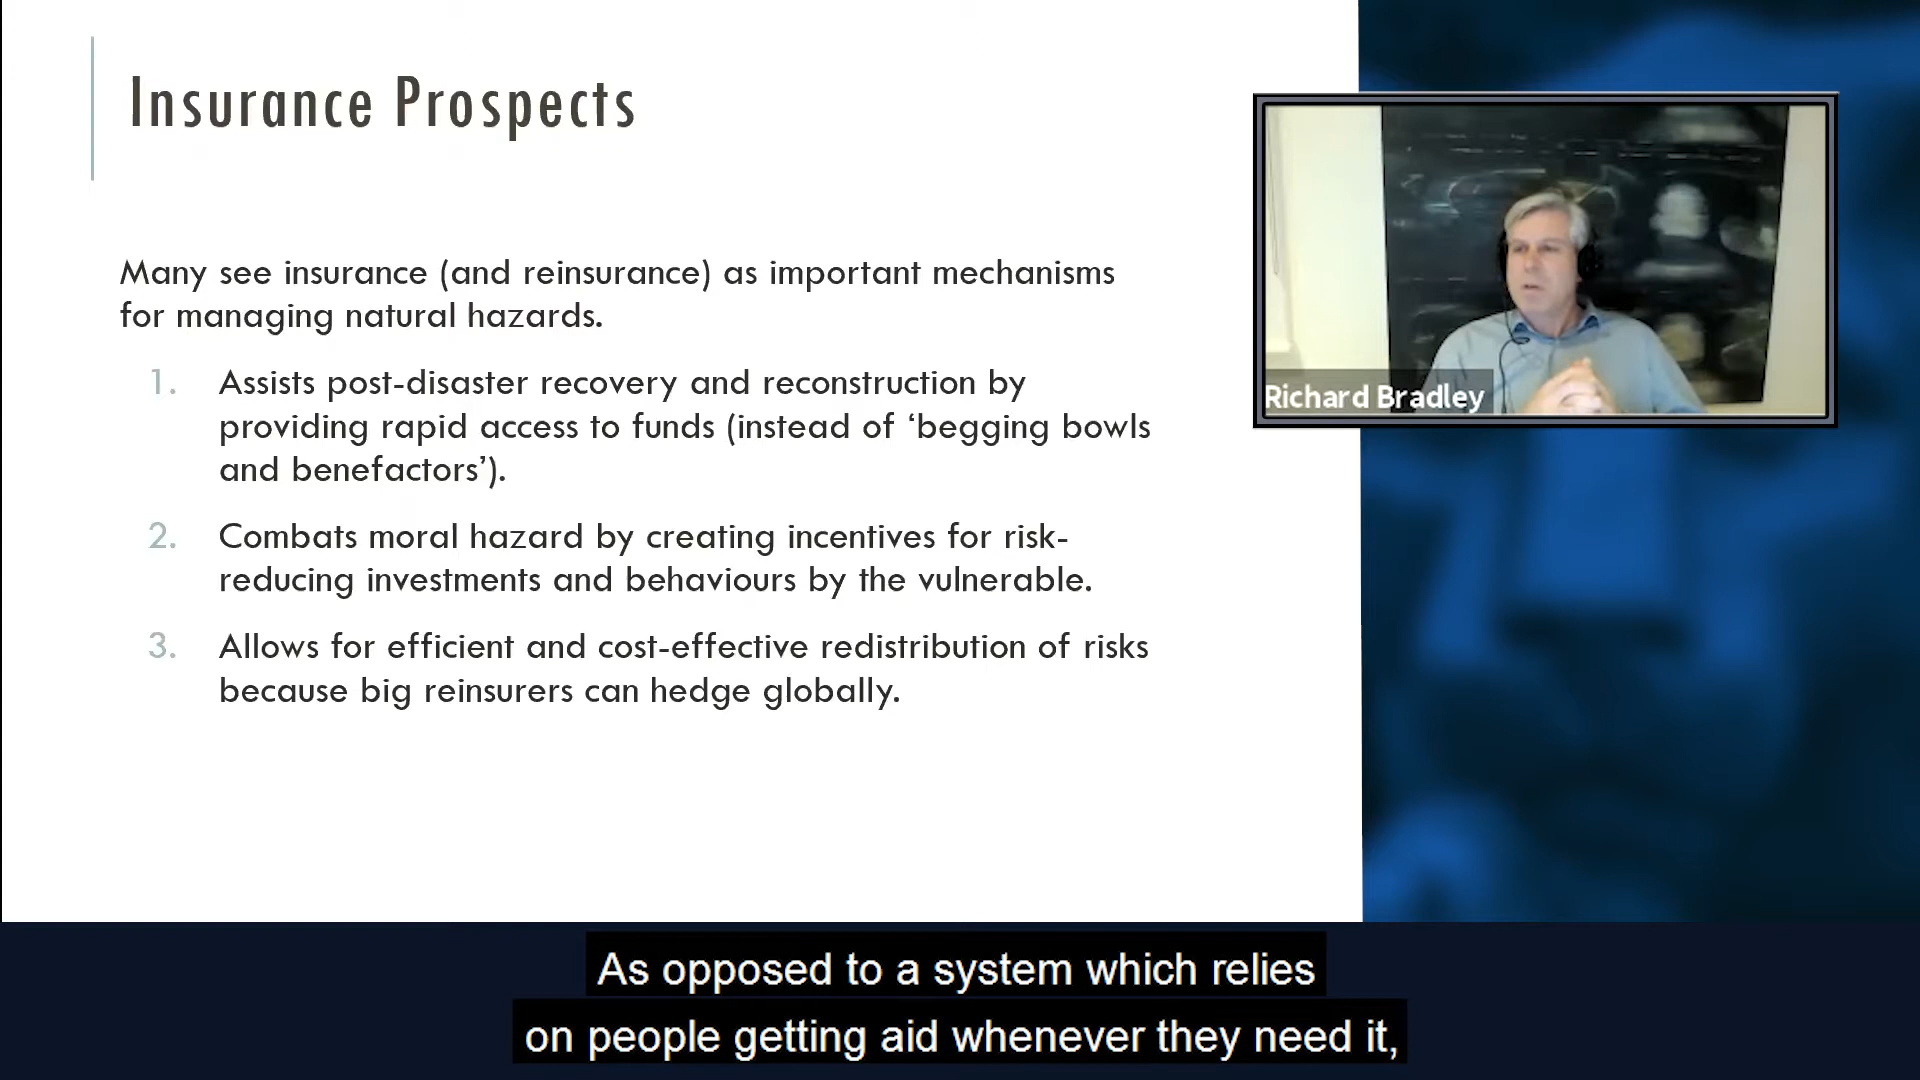 Insurance Prospects
Many see insurance (and reinsurance) as important mechanisms
for managing natural hazards.
1. Assists post-disaster recovery and reconstruction by
providing rapid access to funds (instead of ‘begging bowls
and benefactors’).
2. Combats moral hazard by creating incentives for risk-
reducing investments and behaviours by the vulnerable.
3. Allows for efficient and cost-effective redistribution of risks
because big reinsurers can hedge globally.
Richard Bradley
As opposed to a system which relies
on people getting aid whenever they need it,